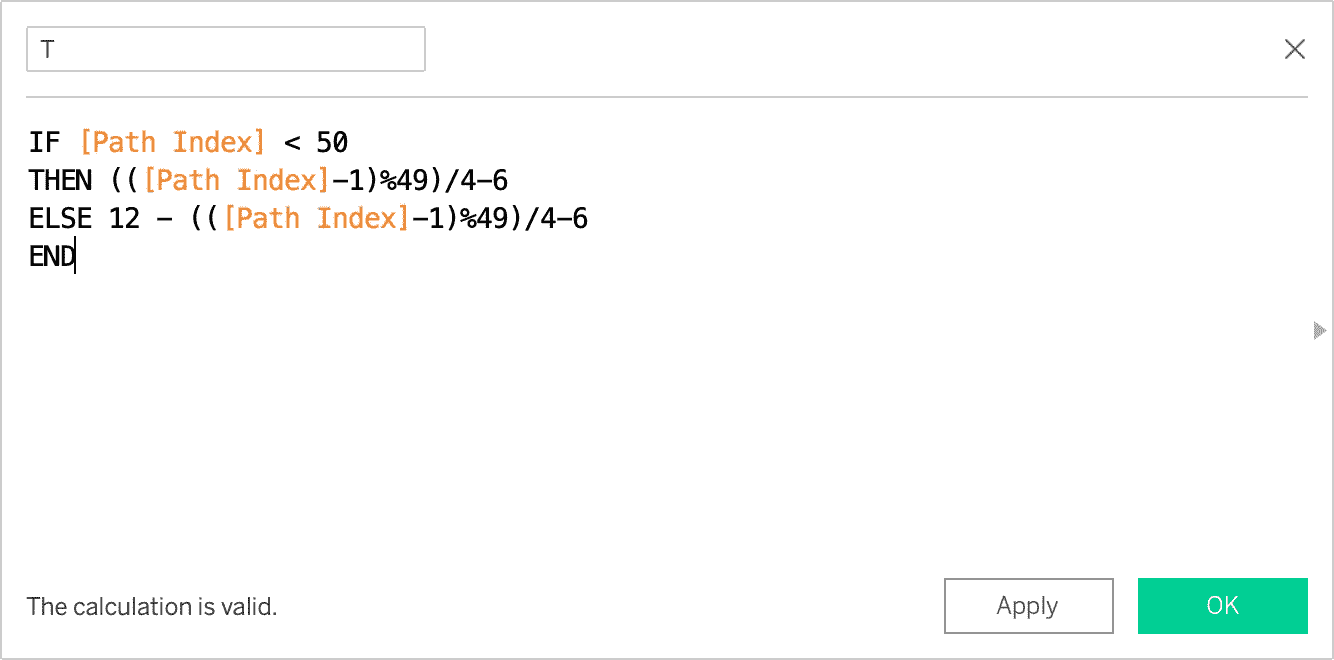 T
IF [Path Index] < 50
THEN (([Path Index]-1)%49)/4-6
ELSE 12 - (([Path Index]-1)%49)/4-6
END
The calculation is valid.
Apply
OK